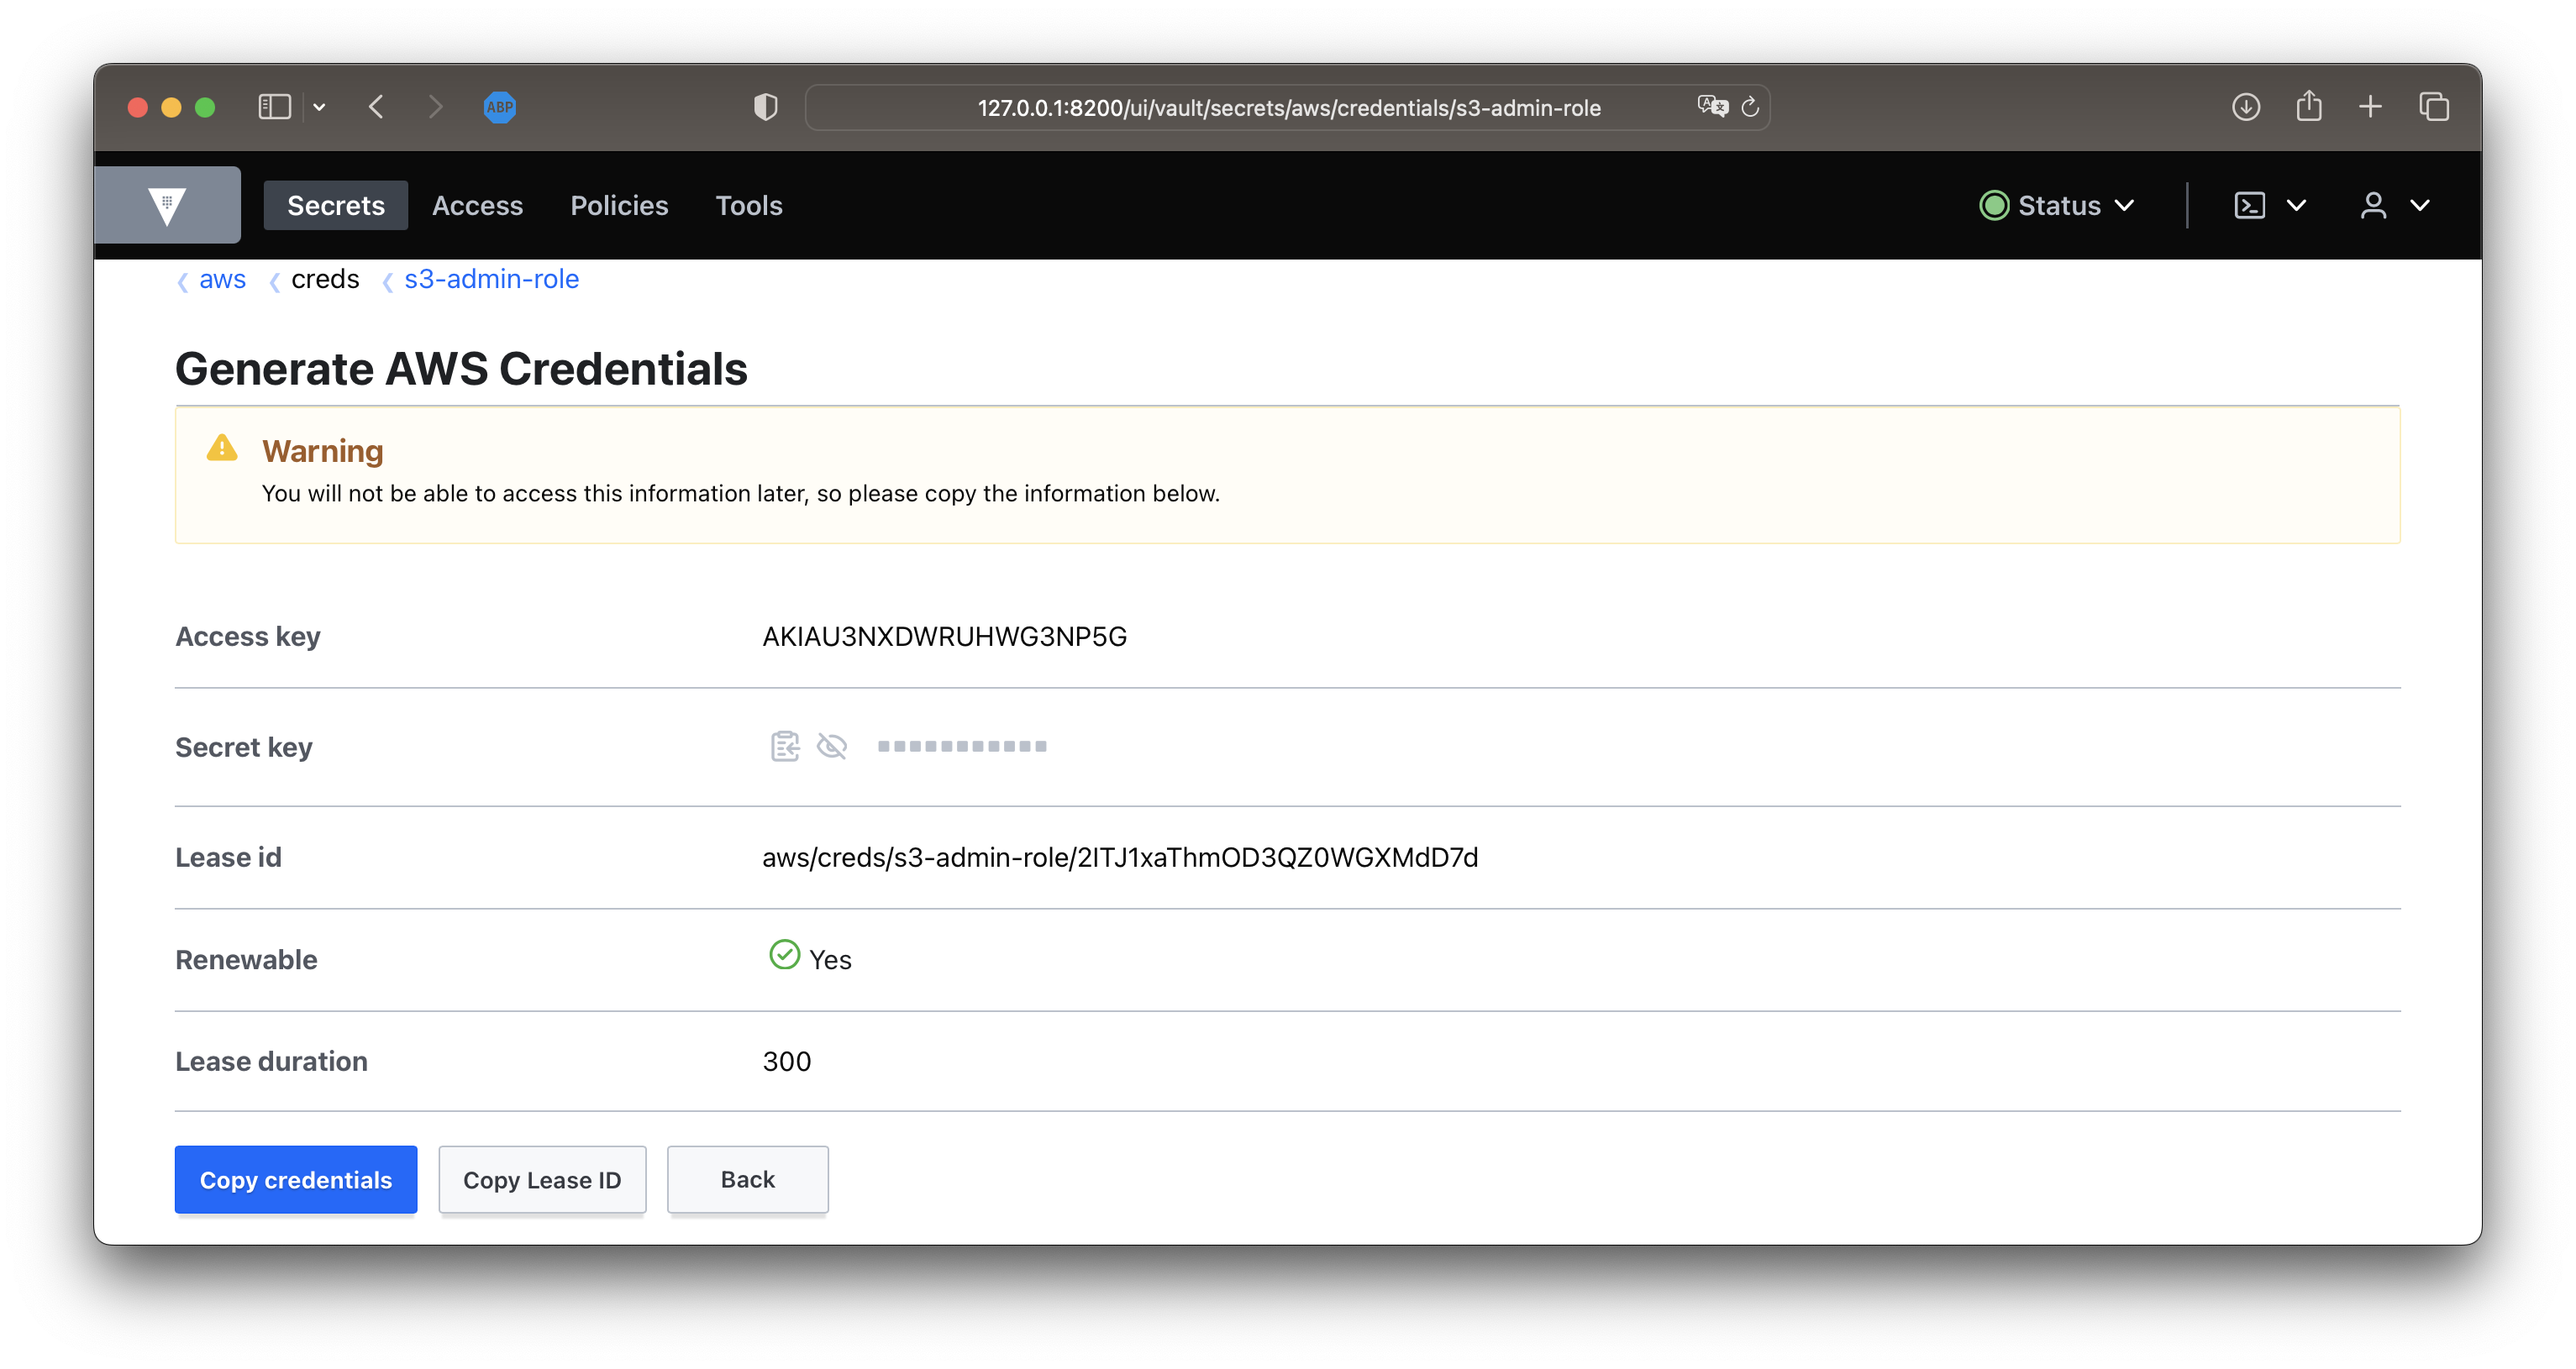 ABP
127.0.0.1:8200/ui/vault/secrets/aws/credentials/s3-admin-role
Secrets Access Policies Tools Status
aws creds s3-admin-role
Generate AWS Credentials
Warning
You will not be able to access this information later, so please copy the information below.
Access key AKIAU3NXDWRUHWG3NP5G
Secret key
Lease id aws/creds/s3-admin-role/2ITJ1xaThmOD3QZ0WGXMdD7d
Renewable Yes
Lease duration 300
Copy credentials Copy Lease ID Back